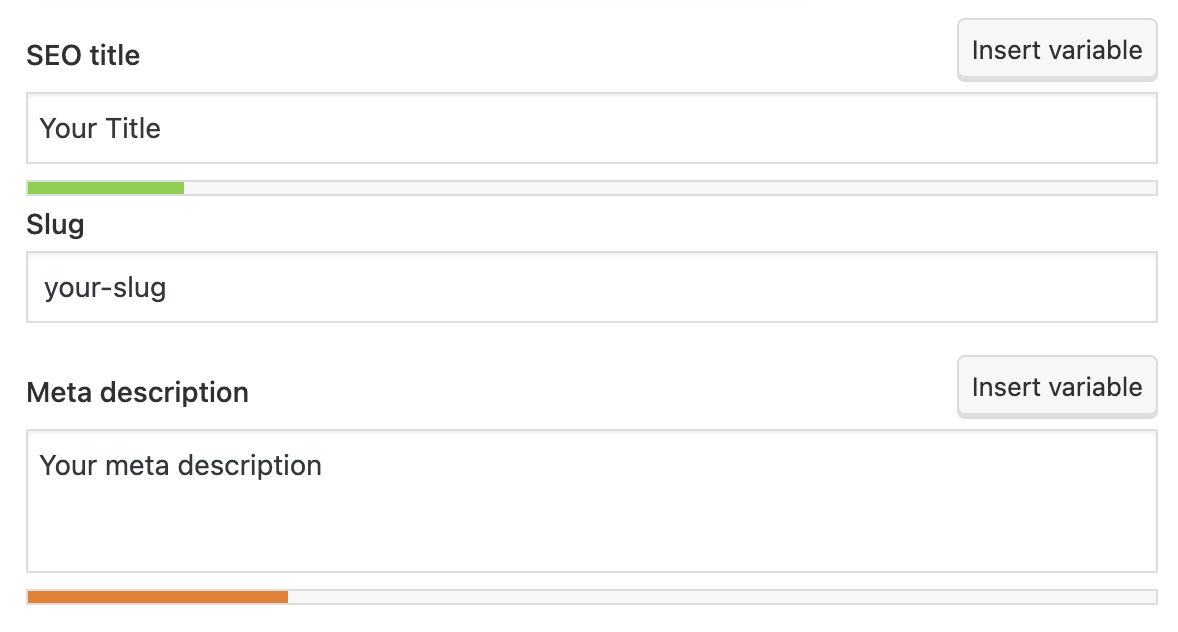 SEO title
Insert variable
Your Title
Slug
your-slug
Meta description
Insert variable
Your meta description